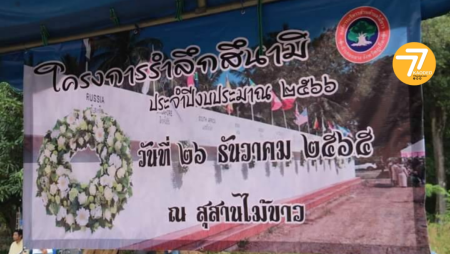 โครงการรำลึกสึนามิ
ประจำปีงบประมาณ ๒๕๖๖
RUSSIA
วันที่ ๒๖ ธันวาคม ๒๕๖๕
ณ สุสานไม้ขาว
77